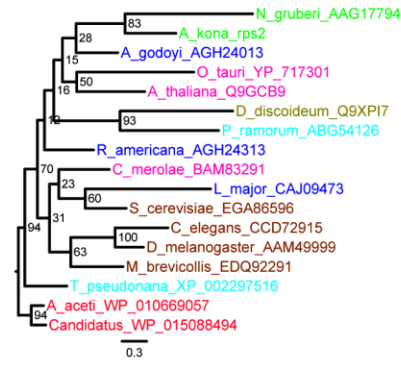 N_gruberi_AAG17794
83
A_kona_rps2
28
A_godoyi_AGH24013
15
O_tauri_YP_717301
50
16
A_thaliana_Q9GCB9
D_discoideum_Q9XPI7
12
93
P_ramorum_ABG54126
R_americana_AGH24313
70
C_merolae_BAM83291
23
L_major_CAJ09473
60
S_cerevisiae_EGA86596
31
C_elegans_CCD72915
94
100
D_melanogaster_AAM49999
63
M_brevicollis_EDQ92291
T_pseudonana_XP_002297516
A_aceti_WP_010669057
94
Candidatus_WP_015088494
0.3